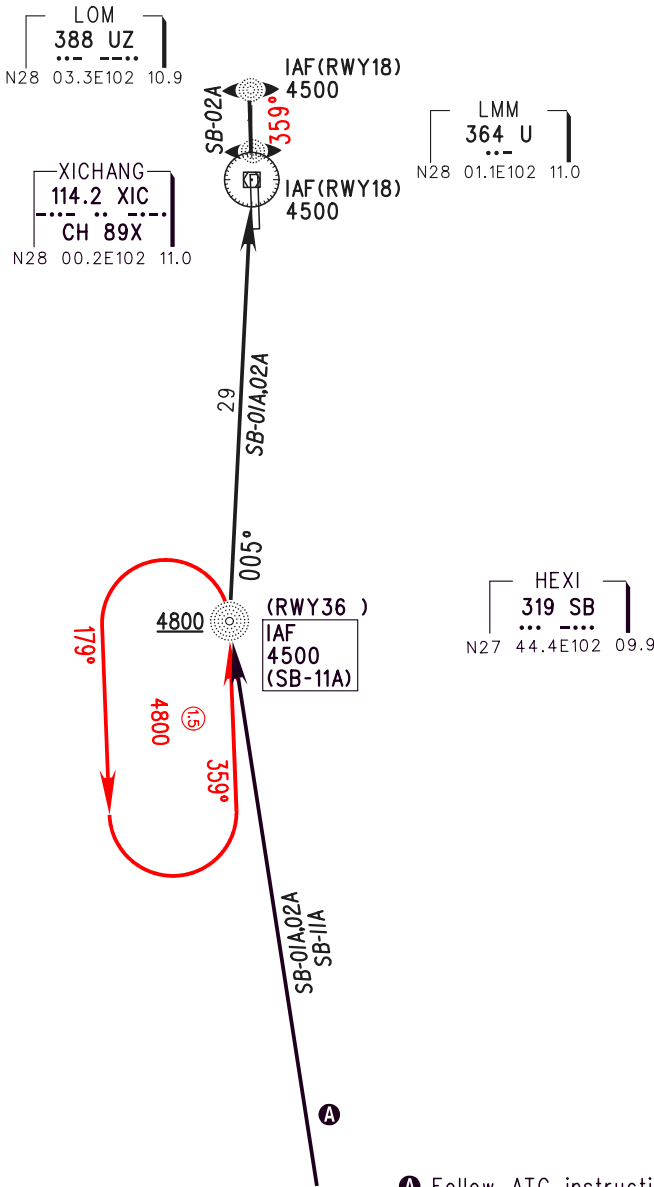 LOM
388 UZ
N28 03.3E102 10.9
IAF(RWY18)
4500
SB-02A
359°
LMM
364 U
N28 01.1E102 11.0
XICHANG
114.2 XIC
CH 89X
N28 00.2E102 11.0
IAF(RWY18)
4500
29
SB-01A,02A
005°
4800
(RWY36 )
IAF
4500
(SB-11A)
HEXI
319 SB
N27 44.4E102 09.9
179°
4800
1.5
359°
SB-01A,02A
SB-11A
A
A Follow ATC instructi